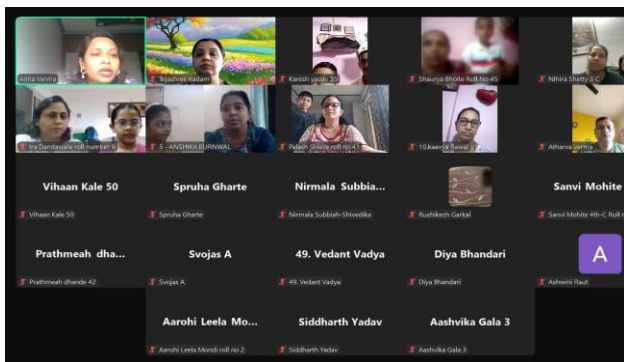 Anita Varma
Tejashree Kadam
Kanish yadav 35
Shaurya Bhoite Roll No 45
Nihira Shetty 3 C
Ira Dandaware roll number 9
5 - ANSHIKA BURNWAL
Palash Shivie roll no 41
10.kaavya Rawal
Atharva verma
Vihaan Kale 50
Spruha Gharte
Nirmala Subbia...
Sanvi Mohite
Vihaan Kale 50
Spruha Gharte
Nirmala Subbiah-Shivedika
Rushikesh Garkal
Sanvi Mohite 4th-C Roll
Prathmeah dha...
Svojas A
49. Vedant Vadya
Diya Bhandari
A
Prathmeah dhande 42
Svojas A
49. Vedant Vadya
Diya Bhandari
Ashwini Raut
Aarohi Leela Mo...
Siddharth Yadav
Aashvika Gala 3
Aarohi Leela Mondi roll no 2
Siddharth Yadav
Aashvika Gala 3